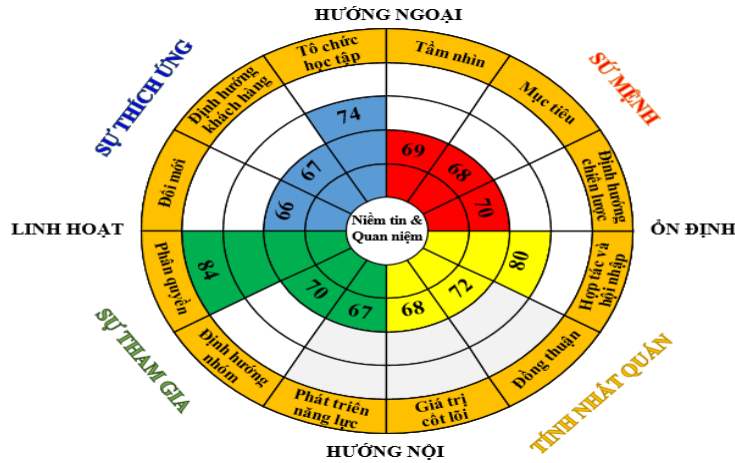 HƯỚNG NGOẠI
SỰ THÍCH ỨNG
SỨ MỆNH
Tổ chức
học tập
Tầm nhìn
Định hướng
khách hàng
Mục tiêu
Đổi mới
Định hướng
chiến lược
74
67
66
69
68
70
LINH HOẠT
Niềm tin &
Quan niệm
ỔN ĐỊNH
84
70
67
68
72
80
Phân quyền
Hợp tác và
hội nhập
Định hướng
nhóm
Đồng thuận
Phát triển
năng lực
Giá trị
cốt lõi
SỰ THAM GIA
TÍNH NHẤT QUÁN
HƯỚNG NỘI